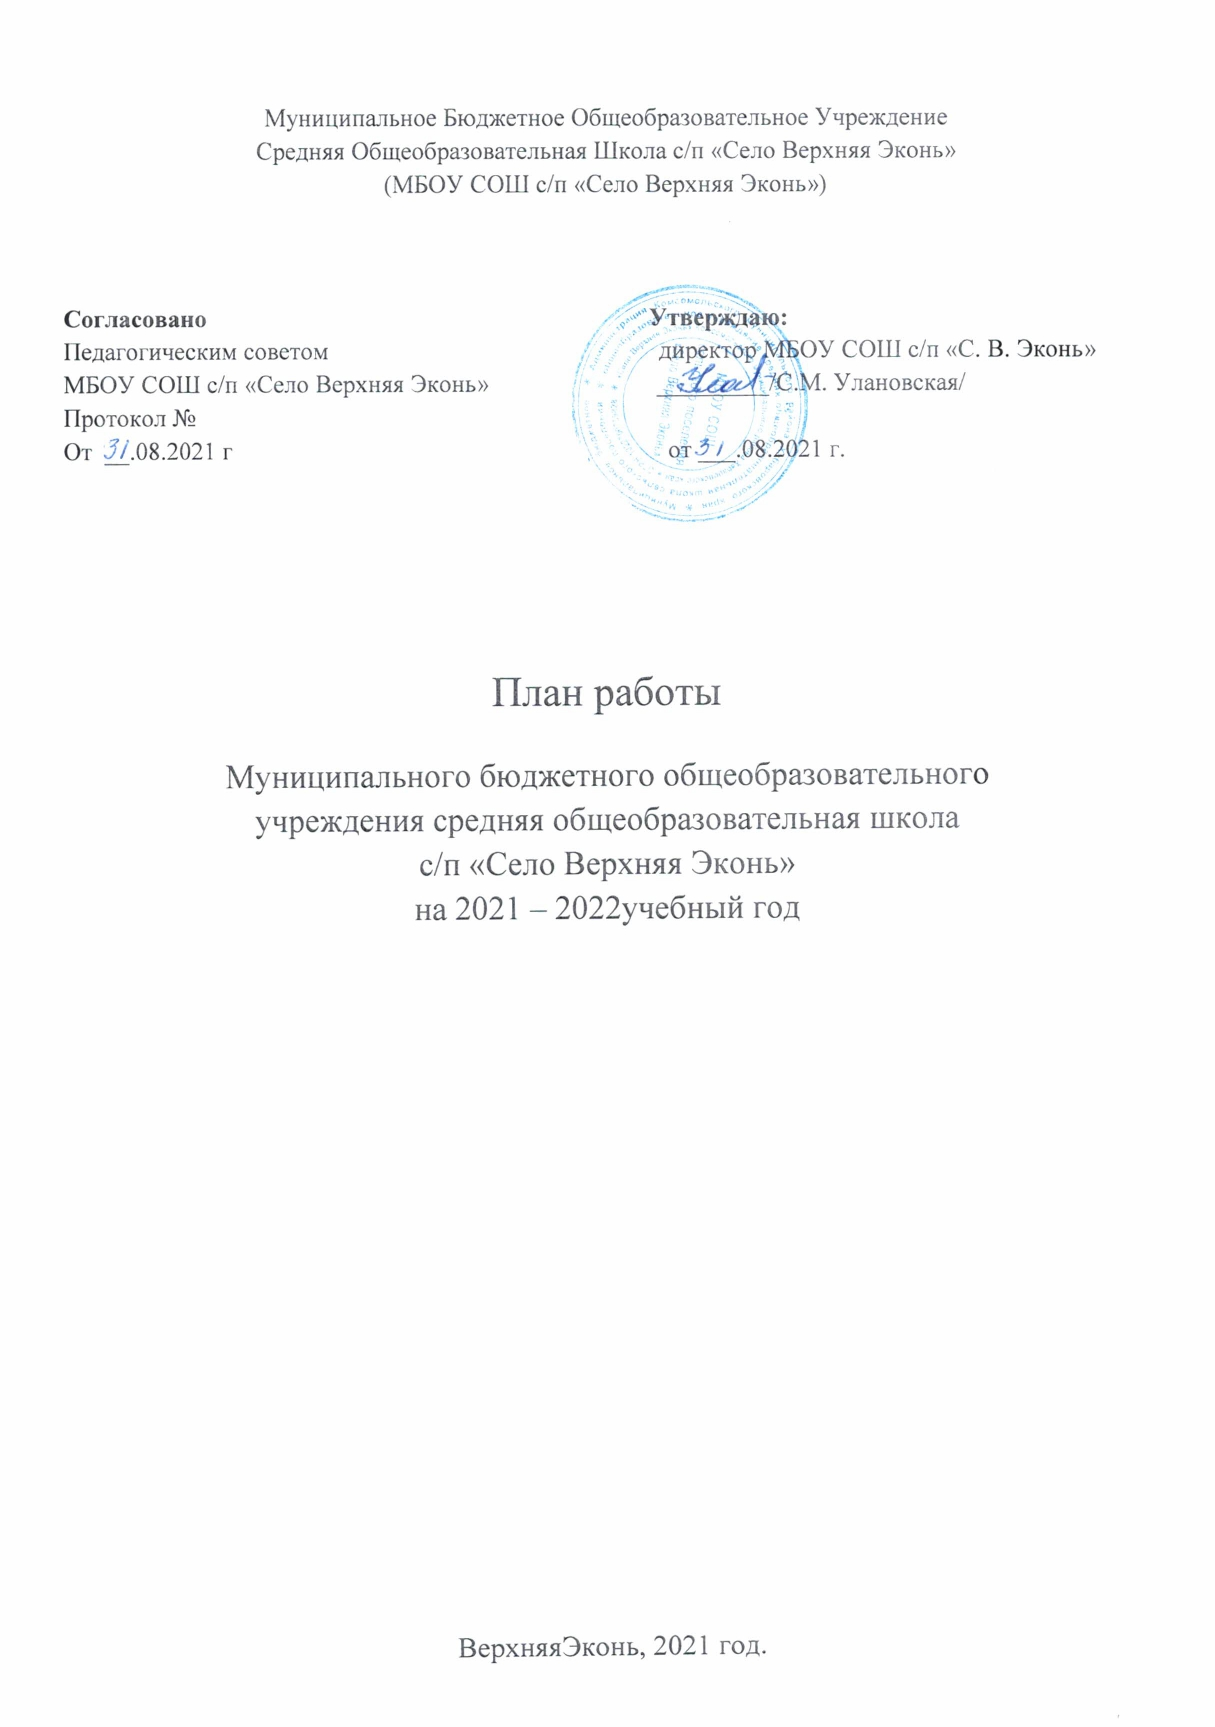 Муниципальное Бюджетное Общеобразовательное Учреждение
Средняя Общеобразовательная Школа с/п «Село Верхняя Эконь»
(МБОУ СОШ с/п «Село Верхняя Эконь»)
Согласовано
Педагогическим советом
МБОУ СОШ с/п «Село Верхняя Эконь»
Протокол №
От 31.08.2021 г
Утверждаю:
директор МБОУ СОШ с/п «С. В. Эконь»
/С.М. Улановская/
от 31.08.2021 г.
План работы
Муниципального бюджетного общеобразовательного
учреждения средняя общеобразовательная школа
с/п «Село Верхняя Эконь»
на 2021 – 2022учебный год
ВерхняяЭконь, 2021 год.